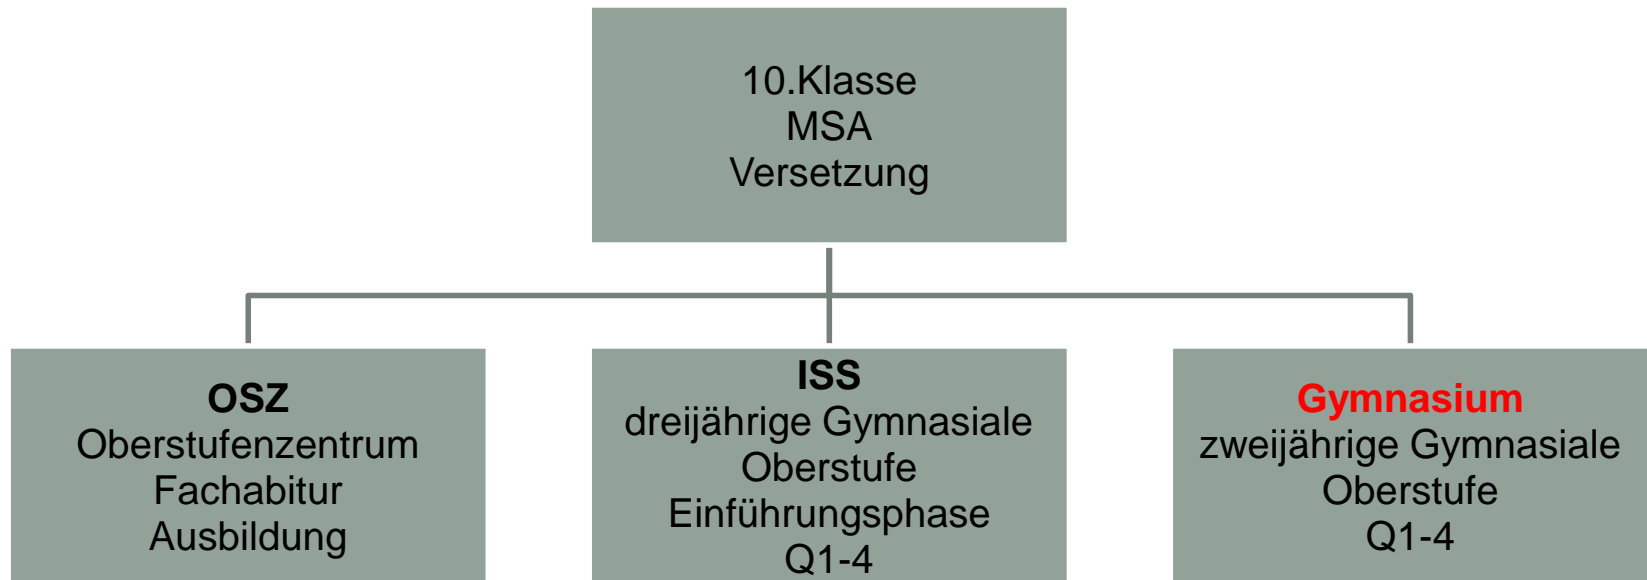 10.Klasse
MSA
Versetzung
OSZ
Oberstufenzentrum
Fachabitur
Ausbildung
ISS
dreijährige Gymnasiale
Oberstufe
Einführungsphase
Q1-4
Gymnasium
zweijährige Gymnasiale
Oberstufe
Q1-4